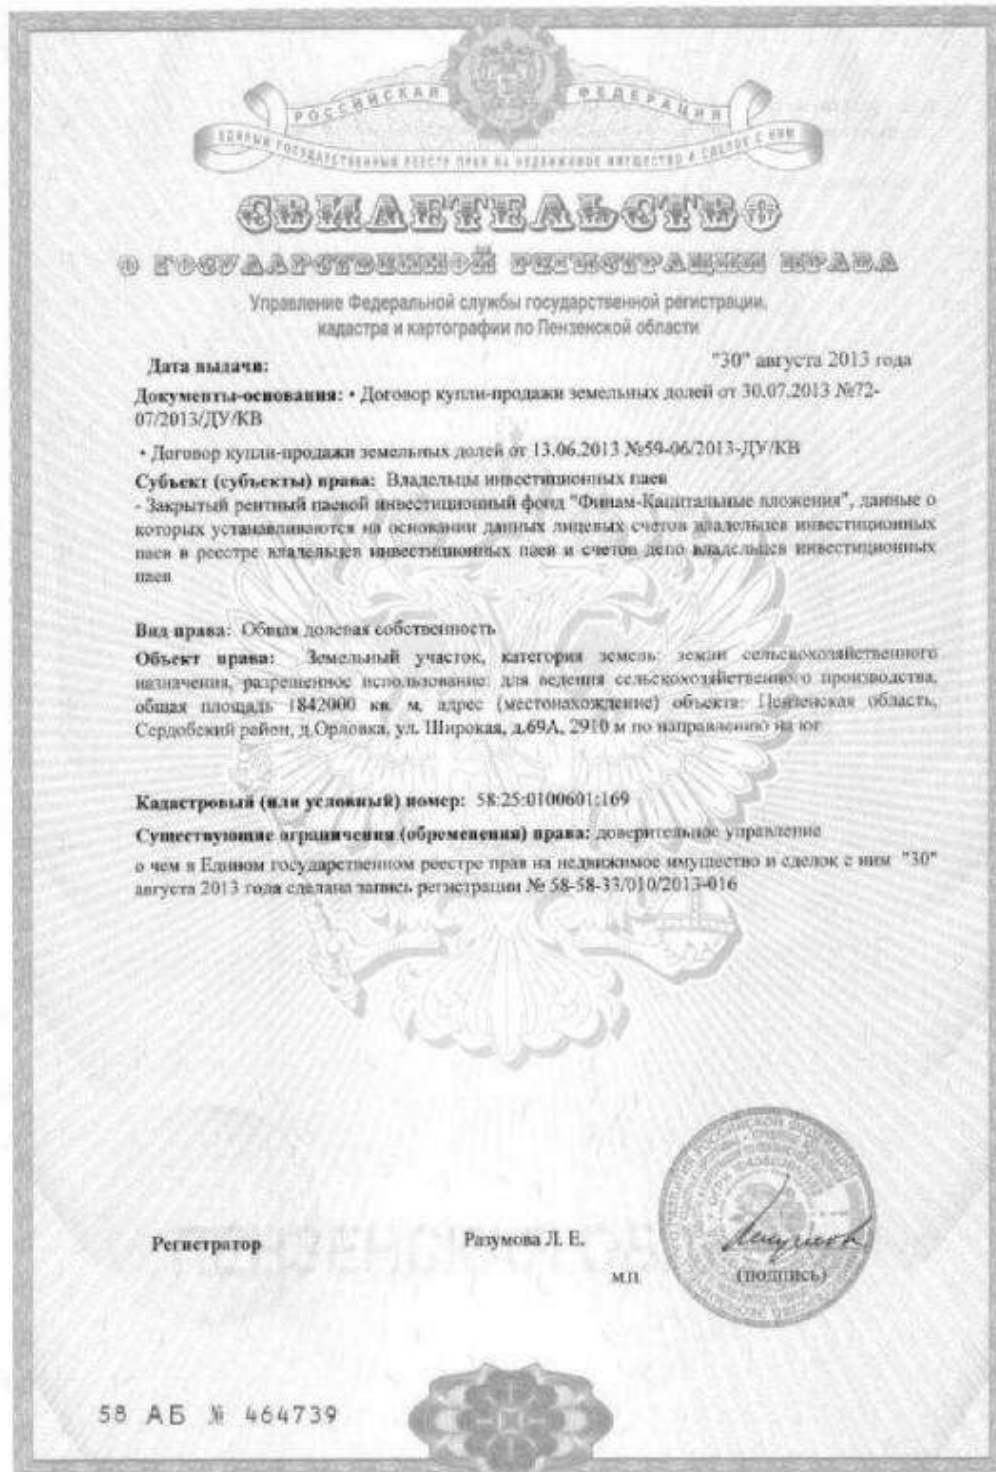 РОССИЙСКАЯ ФЕДЕРАЦИЯ
ЕДИНЫЙ ГОСУДАРСТВЕННЫЙ РЕЕСТР ПРАВ НА НЕДВИЖИМОЕ ИМУЩЕСТВО И СДЕЛОК С НИМ
СВИДЕТЕЛЬСТВО
О ГОСУДАРСТВЕННОЙ РЕГИСТРАЦИИ ПРАВА
Управление Федеральной службы государственной регистрации,
кадастра и картографии по Пензенской области
Дата выдачи: "30" августа 2013 года
Документы-основания: • Договор купли-продажи земельных долей от 30.07.2013 №72-
07/2013/ДУ/КВ
• Договор купли-продажи земельных долей от 13.06.2013 №59-06/2013-ДУ/КВ
Субъект (субъекты) права: Владельцы инвестиционных паев
- Закрытый рентный паевой инвестиционный фонд "Финам-Капитальные вложения", данные о
которых устанавливаются на основании данных лицевых счетов владельцев инвестиционных
паев в реестре владельцев инвестиционных паев и счетов депо владельцев инвестиционных
паев
Вид права: Общая долевая собственность
Объект права: Земельный участок, категория земель: земли сельскохозяйственного
назначения, разрешенное использование: для ведения сельскохозяйственного производства,
общая площадь 1842000 кв. м, адрес (местонахождение) объекта: Пензенская область,
Сердобский район, д.Орловка, ул. Широкая, д.69А, 2910 м по направлению на юг
Кадастровый (или условный) номер: 58:25:0100601:169
Существующие ограничения (обременения) права: доверительное управление
о чем в Едином государственном реестре прав на недвижимое имущество и сделок с ним "30"
августа 2013 года сделана запись регистрации № 58-58-33/010/2013-016
Регистратор Разумова Л. Е.
м.п. (подпись)
58 АБ № 464739